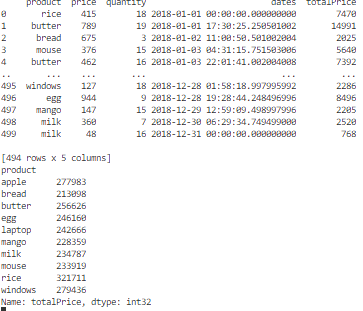 product price quantity dates totalPrice
0 rice 415 18 2018-01-01 00:00:00.000000000 7470
1 butter 789 19 2018-01-01 17:30:25.250501002 14991
2 bread 675 3 2018-01-02 11:00:50.501002004 2025
3 mouse 376 15 2018-01-03 04:31:15.751503006 5640
4 butter 462 16 2018-01-03 22:01:41.002004008 7392
.. ... ... ... ... ...
495 windows 127 18 2018-12-28 01:58:18.997995992 2286
496 egg 944 9 2018-12-28 19:28:44.248496996 8496
497 mango 147 15 2018-12-29 12:59:09.498997996 2205
498 milk 360 7 2018-12-30 06:29:34.749499000 2520
499 milk 48 16 2018-12-31 00:00:00.000000000 768
[494 rows x 5 columns]
product
apple 277983
bread 213098
butter 256626
egg 246160
laptop 242666
mango 228359
milk 234787
mouse 233919
rice 321711
windows 279436
Name: totalPrice, dtype: int32